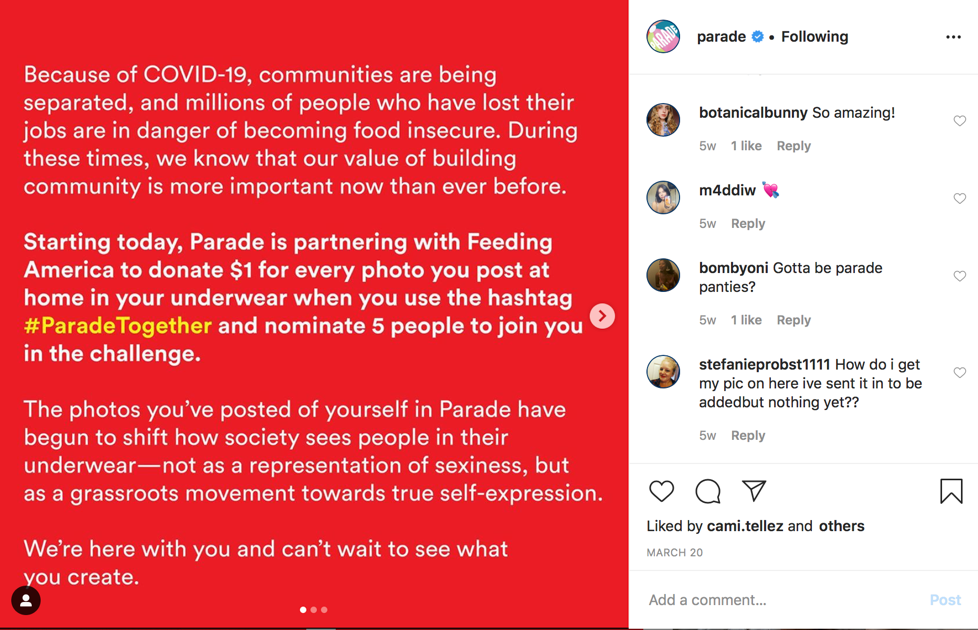 Because of COVID-19, communities are being
separated, and millions of people who have lost their
jobs are in danger of becoming food insecure. During
these times, we know that our value of building
community is more important now than ever before.
Starting today, Parade is partnering with Feeding
America to donate $1 for every photo you post at
home in your underwear when you use the hashtag
#ParadeTogether and nominate 5 people to join you
in the challenge.
The photos you’ve posted of yourself in Parade have
begun to shift how society sees people in their
underwear—not as a representation of sexiness, but
as a grassroots movement towards true self-expression.
We’re here with you and can’t wait to see what
you create.
PARADE
parade • Following
botanicalbunny So amazing!
5w 1 like Reply
m4ddiw 💘
5w Reply
bombyoni Gotta be parade
panties?
5w 1 like Reply
stefanieprobst1111 How do i get
my pic on here ive sent it in to be
addedbut nothing yet??
5w Reply
Liked by cami.tellez and others
MARCH 20
Add a comment...
Post